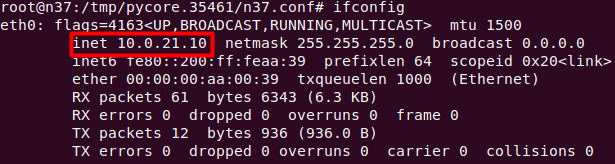 root@n37:/tmp/pycore.35461/n37.conf# ifconfig
eth0: flags=4163<UP,BROADCAST,RUNNING,MULTICAST>  mtu 1500
inet 10.0.21.10  netmask 255.255.255.0  broadcast 0.0.0.0
inet6 fe80::200:ff:feaa:39  prefixlen 64  scopeid 0x20<link>
ether 00:00:00:aa:00:39  txqueuelen 1000  (Ethernet)
RX packets 61  bytes 6343 (6.3 KB)
RX errors 0  dropped 0  overruns 0  frame 0
TX packets 12  bytes 936 (936.0 B)
TX errors 0  dropped 0 overruns 0  carrier 0  collisions 0